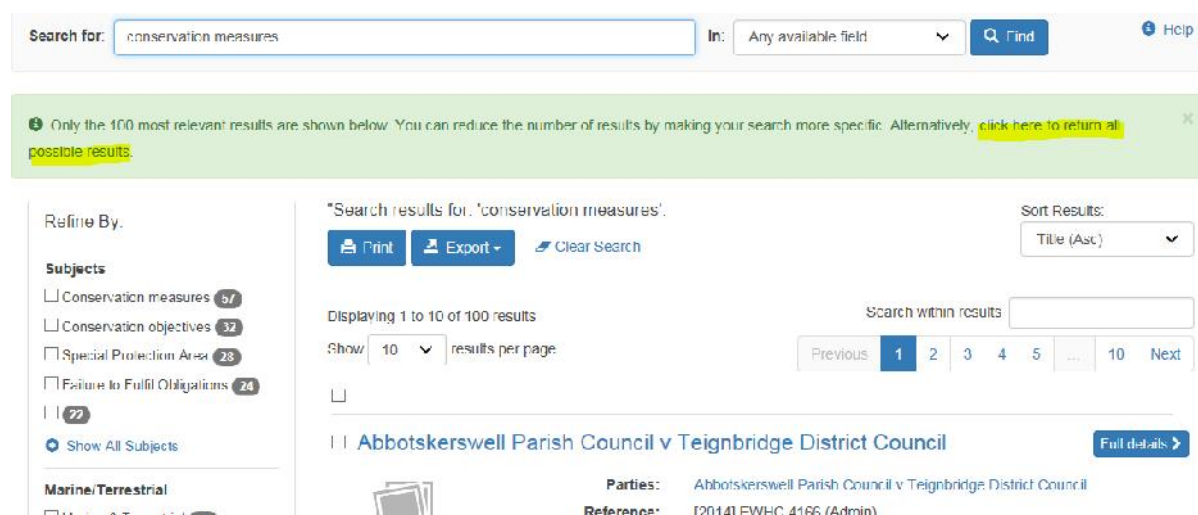 Search for: conservation measures In: Any available field Find Help
Only the 100 most relevant results are shown below. You can reduce the number of results by making your search more specific. Alternatively, click here to return all
possible results.
Refine By:
"Search results for: 'conservation measures'.
Sort Results:
Print Export Clear Search
Title (Asc)
Subjects
Conservation measures 57
Conservation objectives 32
Special Protection Area 28
Failure to Fulfil Obligations 24
22
Show All Subjects
Displaying 1 to 10 of 100 results
Search within results
Show 10 results per page
Previous 1 2 3 4 5 ... 10 Next
Abbotskerswell Parish Council v Teignbridge District Council
Full details
Marine/Terrestrial
Parties: Abbotskerswell Parish Council v Teignbridge District Council
Reference: [2014] EWHC 4166 (Admin)